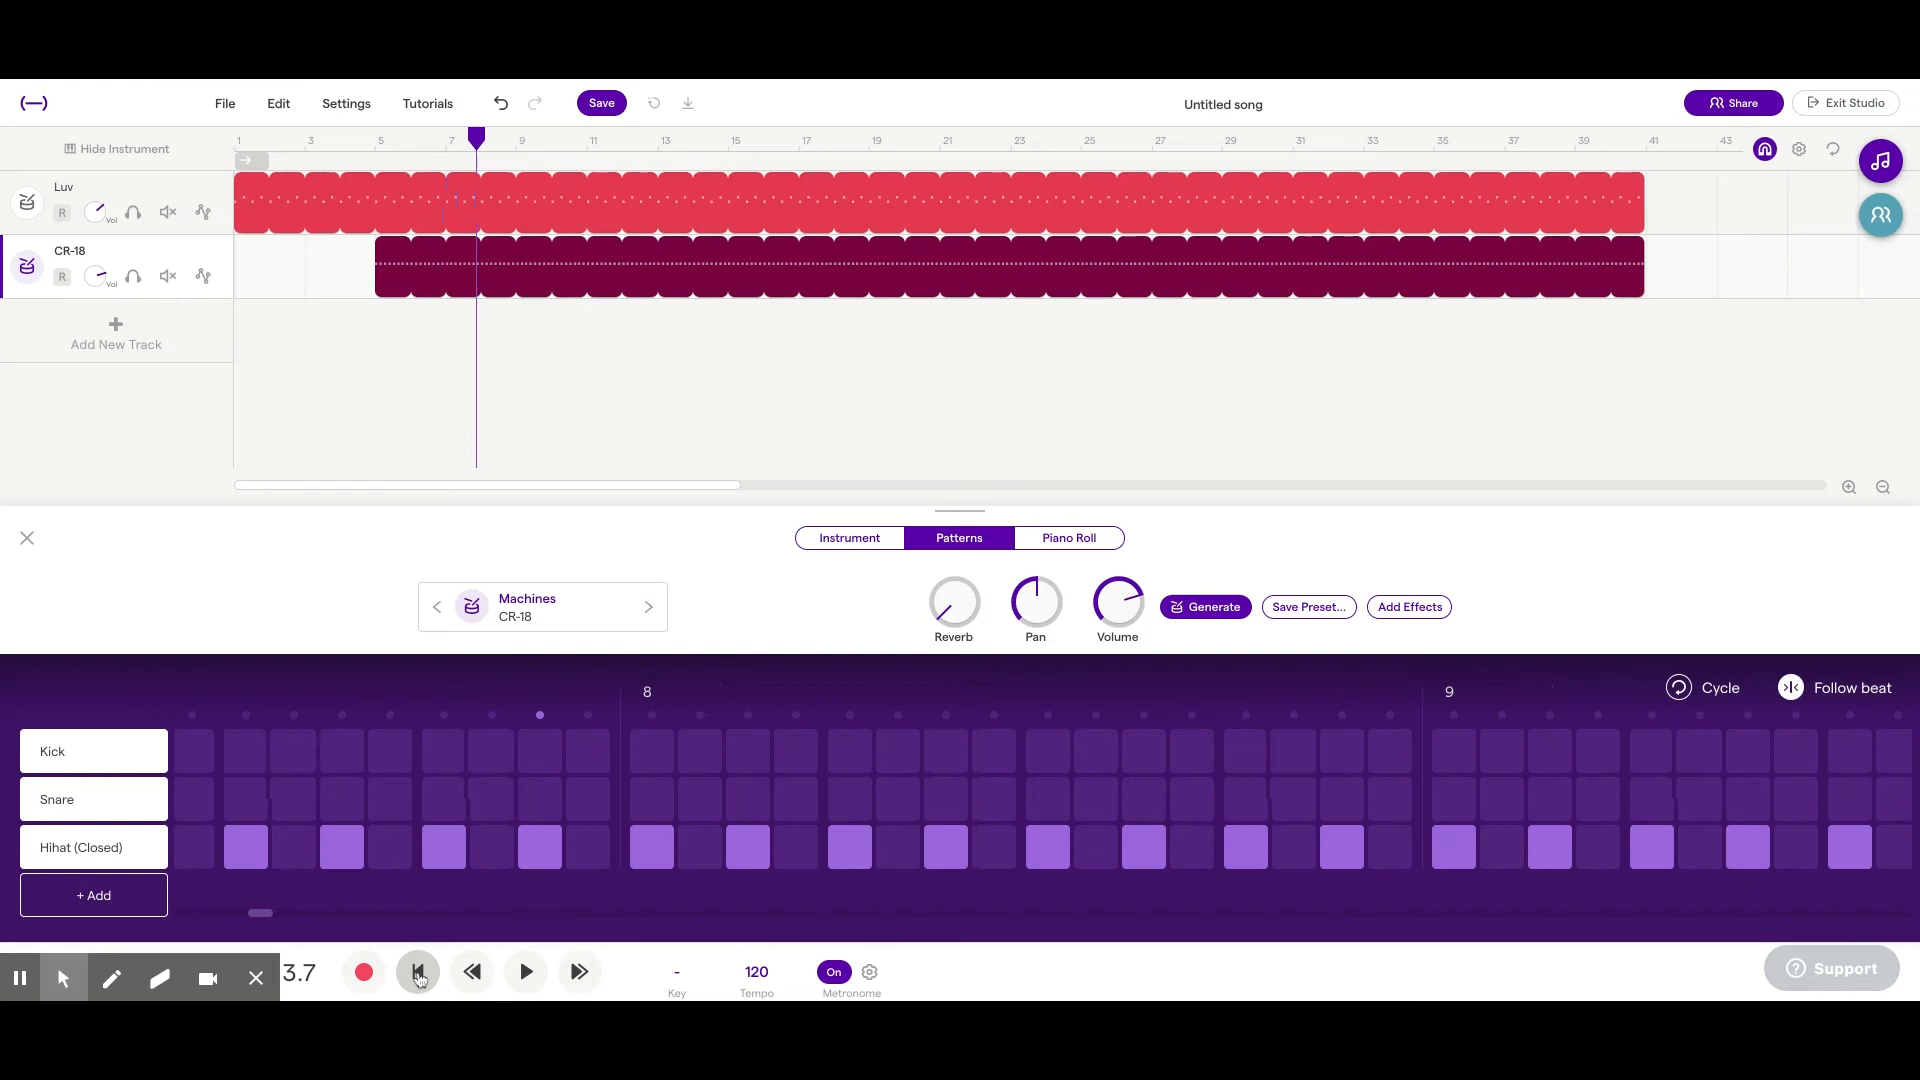 File Edit Settings Tutorials Save Untitled song Share Exit Studio
Hide Instrument 1 3 5 7 9 11 13 15 17 19 21 23 25 27 29 31 33 35 37 39 41 43
Luv
R Vol
CR-18
R Vol
Add New Track
Instrument Patterns Piano Roll
Machines
CR-18
Generate Save Preset... Add Effects
Reverb Pan Volume
8 9 Cycle Follow beat
Kick
Snare
Hihat (Closed)
+ Add
3.7 - 120 On
Key Tempo Metronome
Support